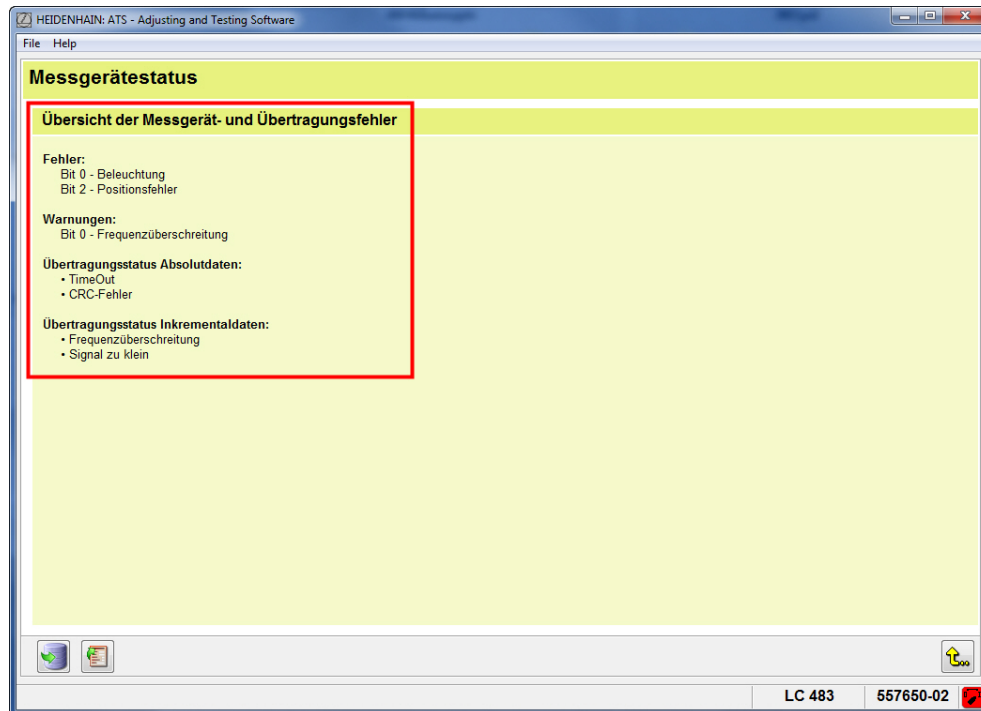 HEIDENHAIN: ATS - Adjusting and Testing Software
File Help
Messgerätestatus
Übersicht der Messgerät- und Übertragungsfehler
Fehler:
Bit 0 - Beleuchtung
Bit 2 - Positionsfehler
Warnungen:
Bit 0 - Frequenzüberschreitung
Übertragungsstatus Absolutdaten:
• TimeOut
• CRC-Fehler
Übertragungsstatus Inkrementaldaten:
• Frequenzüberschreitung
• Signal zu klein
LC 483 557650-02